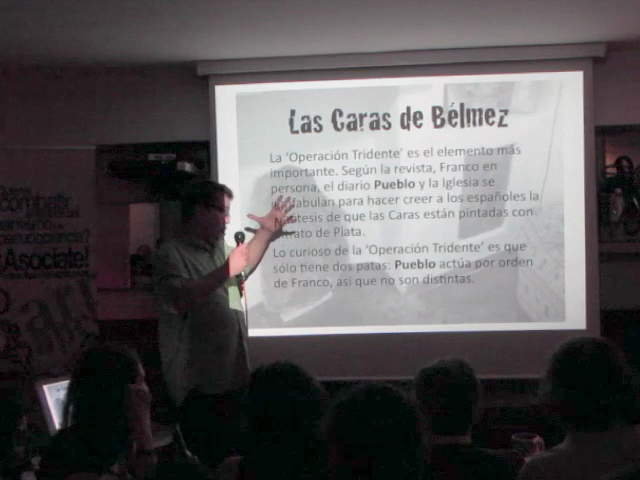 Las Caras de Bélmez
La 'Operación Tridente' es el elemento más
importante. Según la revista, Franco en
persona, el diario Pueblo y la Iglesia se
para hacer creer a los españoles la
de que las Caras están pintadas con
de Plata.
Lo curioso de la 'Operación Tridente' es que
sólo tiene dos patas: Pueblo actúa por orden
de Franco, así que no son distintas.
compartir
¡Asociate!